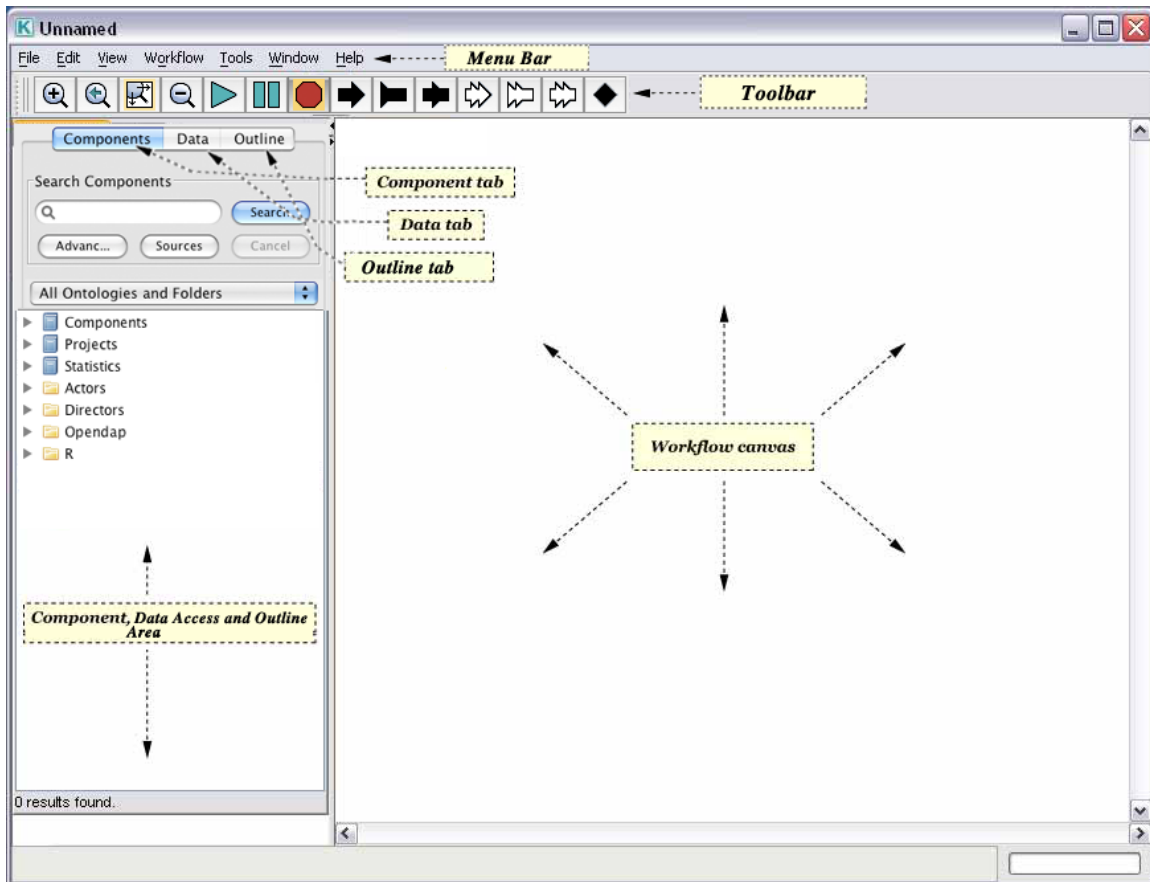 Unnamed
File Edit View Workflow Tools Window Help
Menu Bar
Toolbar
Components Data Outline
Component tab
Search Components
Search
Data tab
Advanc... Sources Cancel
Outline tab
All Ontologies and Folders
Components
Projects
Statistics
Actors
Directors
Opendap
R
Workflow canvas
Component, Data Access and Outline
Area
0 results found.